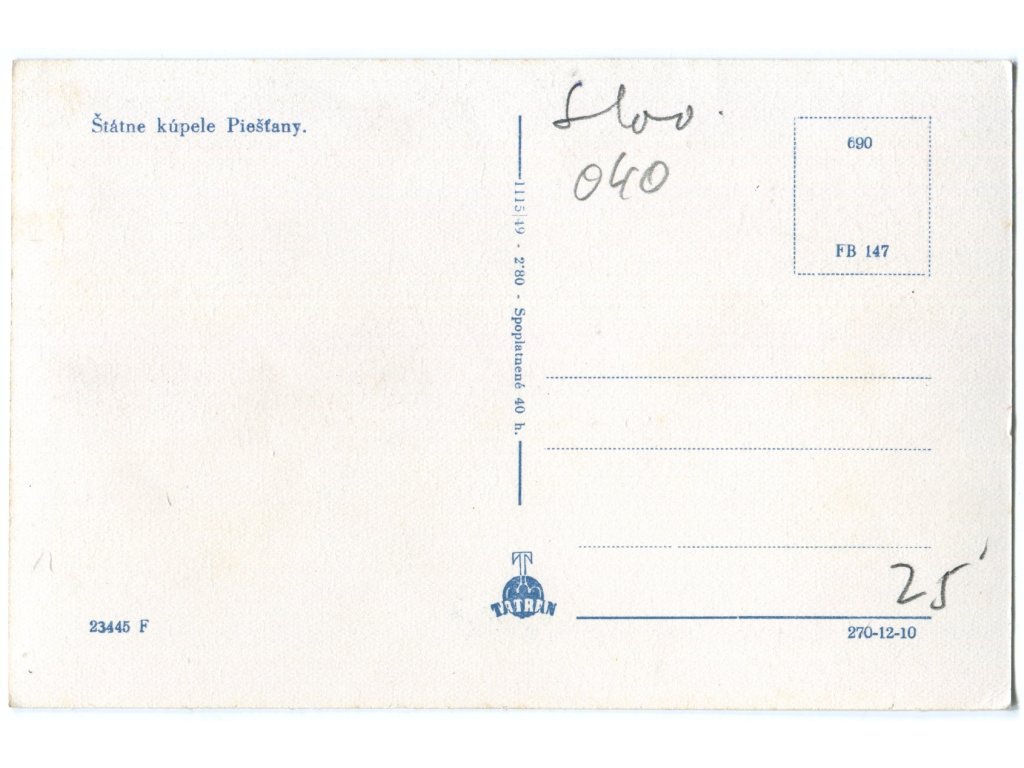 Štátne kúpele Piešťany.
Slov.
040
690
FB 147
1115/49 - 2'80 - Spoplatnené 40 h.
TATRAN
25
23445 F
270-12-10